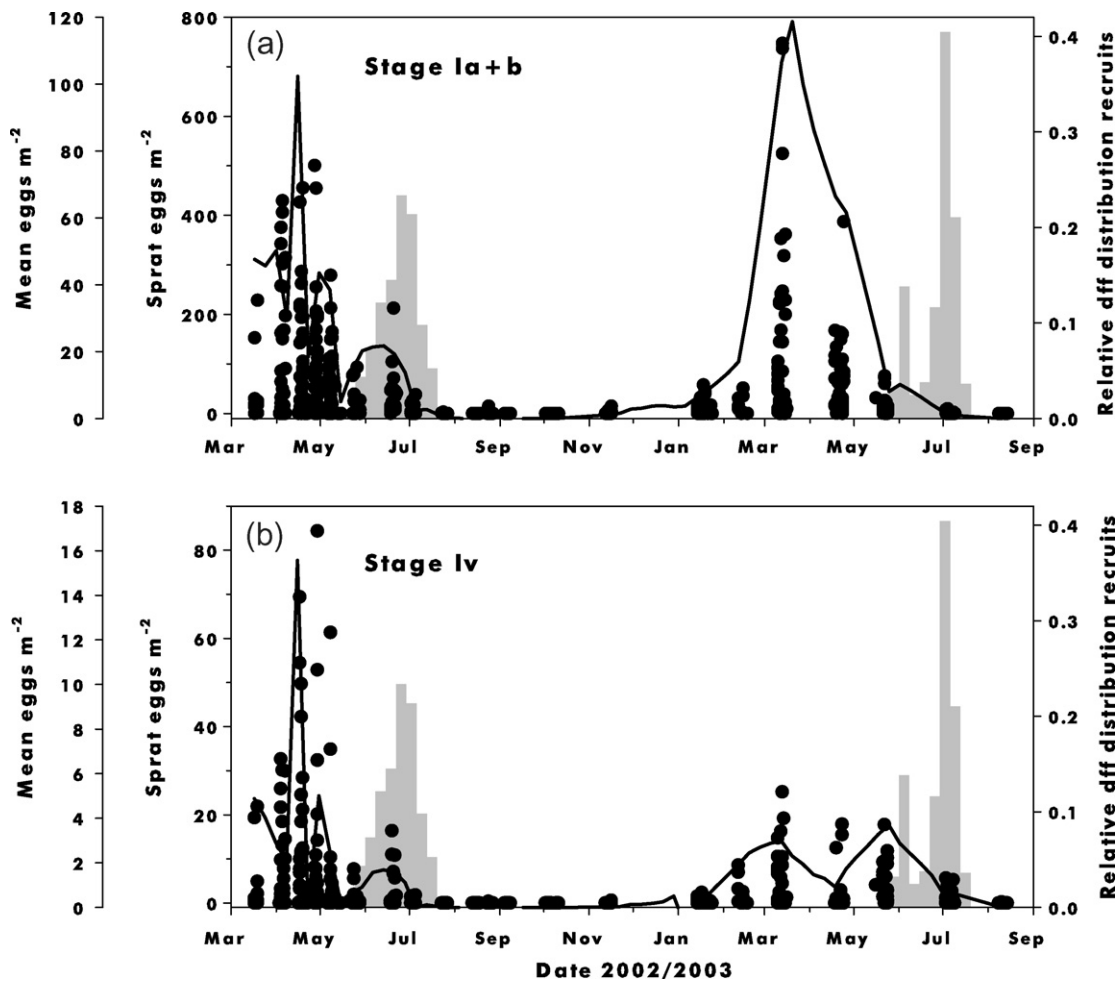 (a)
Stage Ia+b
Mean eggs m-2
Sprat eggs m-2
Relative dff distribution recruits
120
100
80
60
40
20
0
800
600
400
200
0
0.4
0.3
0.2
0.1
0.0
Mar May Jul Sep Nov Jan Mar May Jul Sep
(b)
Stage Iv
Mean eggs m-2
Sprat eggs m-2
Relative dff distribution recruits
18
16
14
12
10
8
6
4
2
0
80
60
40
20
0
0.4
0.3
0.2
0.1
0.0
Mar May Jul Sep Nov Jan Mar May Jul Sep
Date 2002/2003